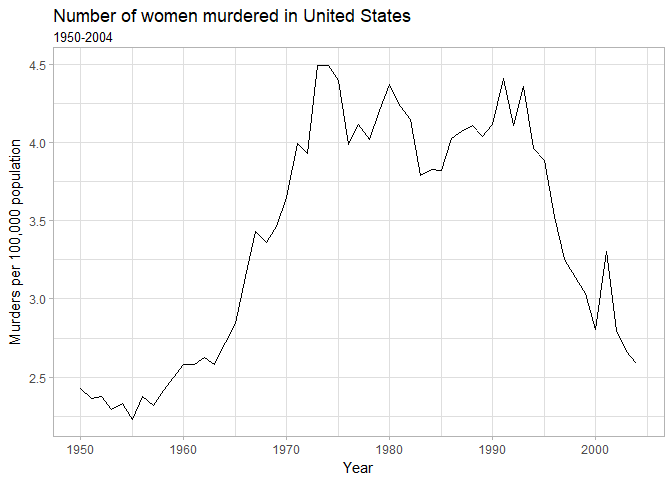 Number of women murdered in United States
1950-2004
Murders per 100,000 population
4.5
4.0
3.5
3.0
2.5
1950 1960 1970 1980 1990 2000
Year